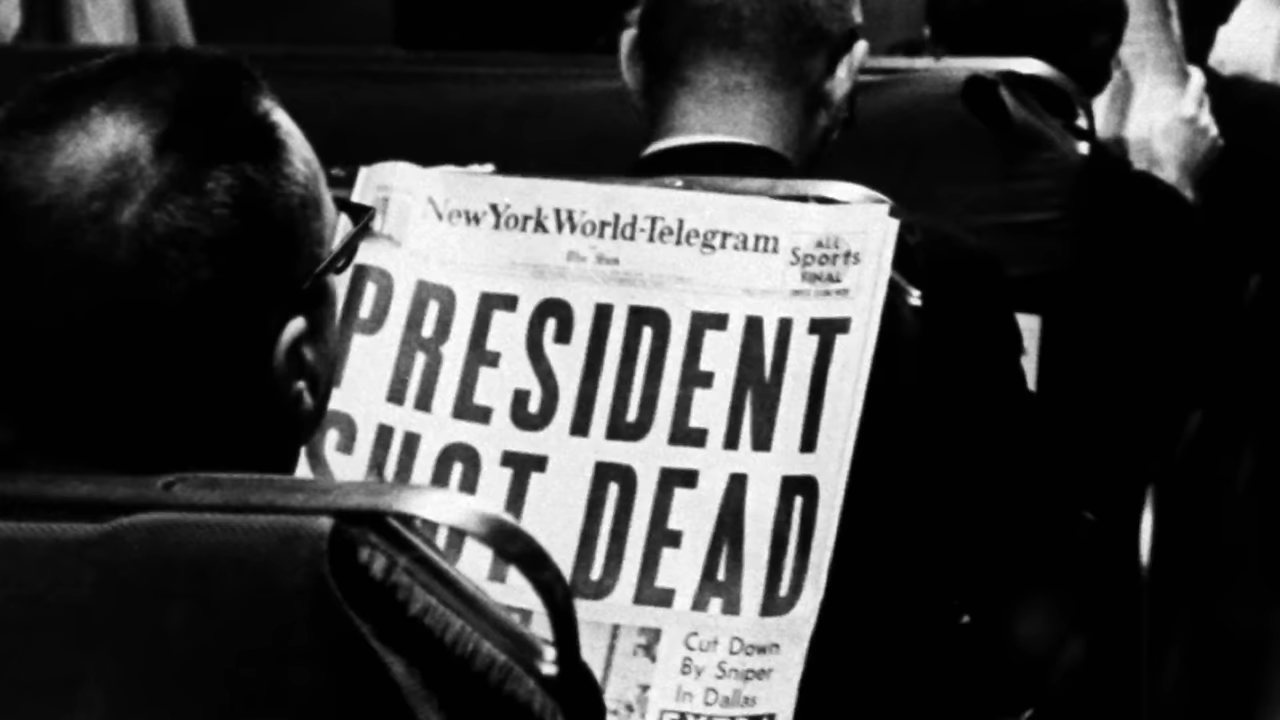 New York World-Telegram
The Sun
ALL
Sports
FINAL
PRESIDENT
SHOT DEAD
Cut Down
By Sniper
In Dallas